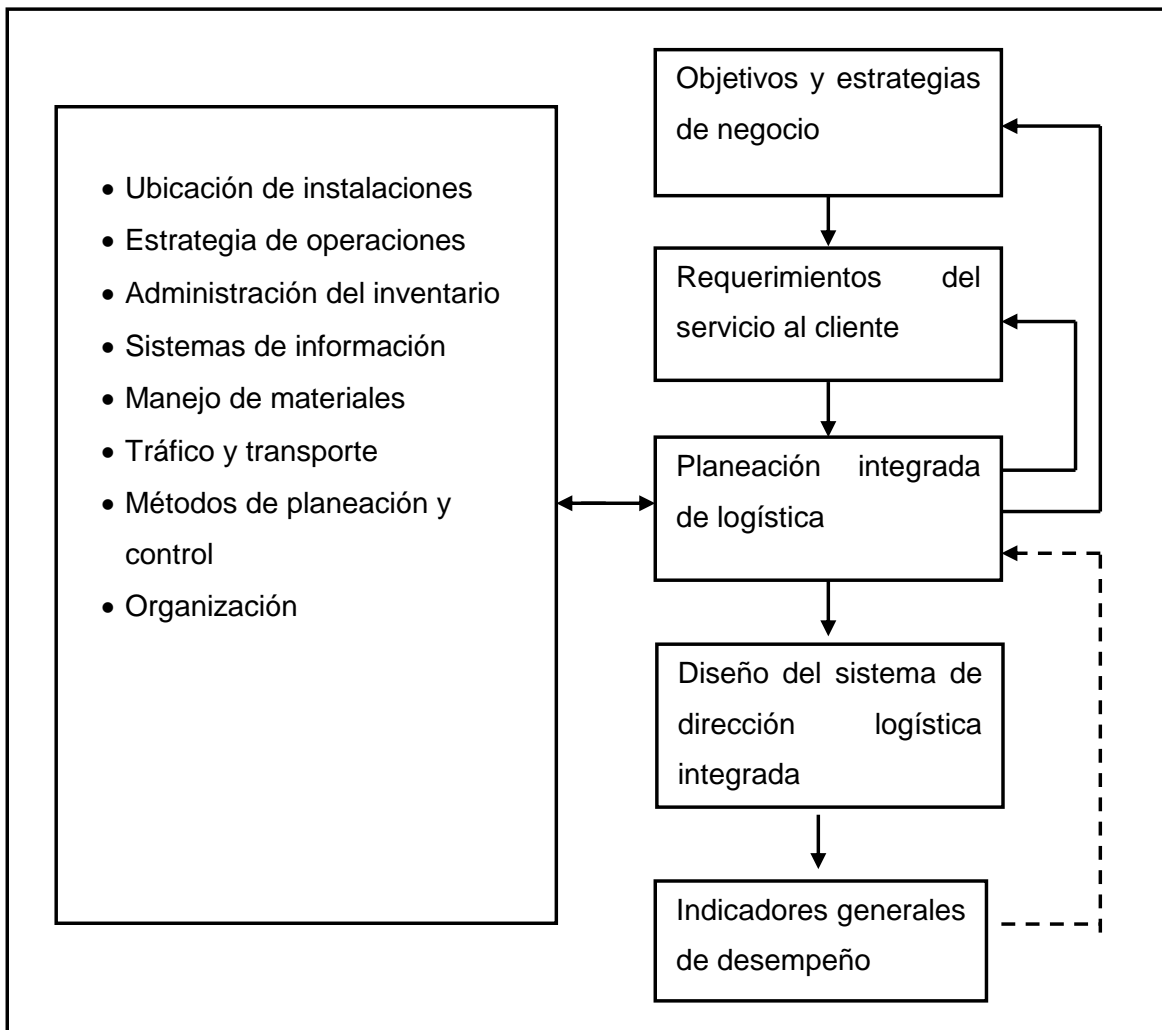 Objetivos y estrategias
de negocio
• Ubicación de instalaciones
• Estrategia de operaciones
• Administración del inventario
• Sistemas de información
• Manejo de materiales
• Tráfico y transporte
• Métodos de planeación y
control
• Organización
Requerimientos del
servicio al cliente
Planeación integrada
de logística
Diseño del sistema de
dirección logística
integrada
Indicadores generales
de desempeño